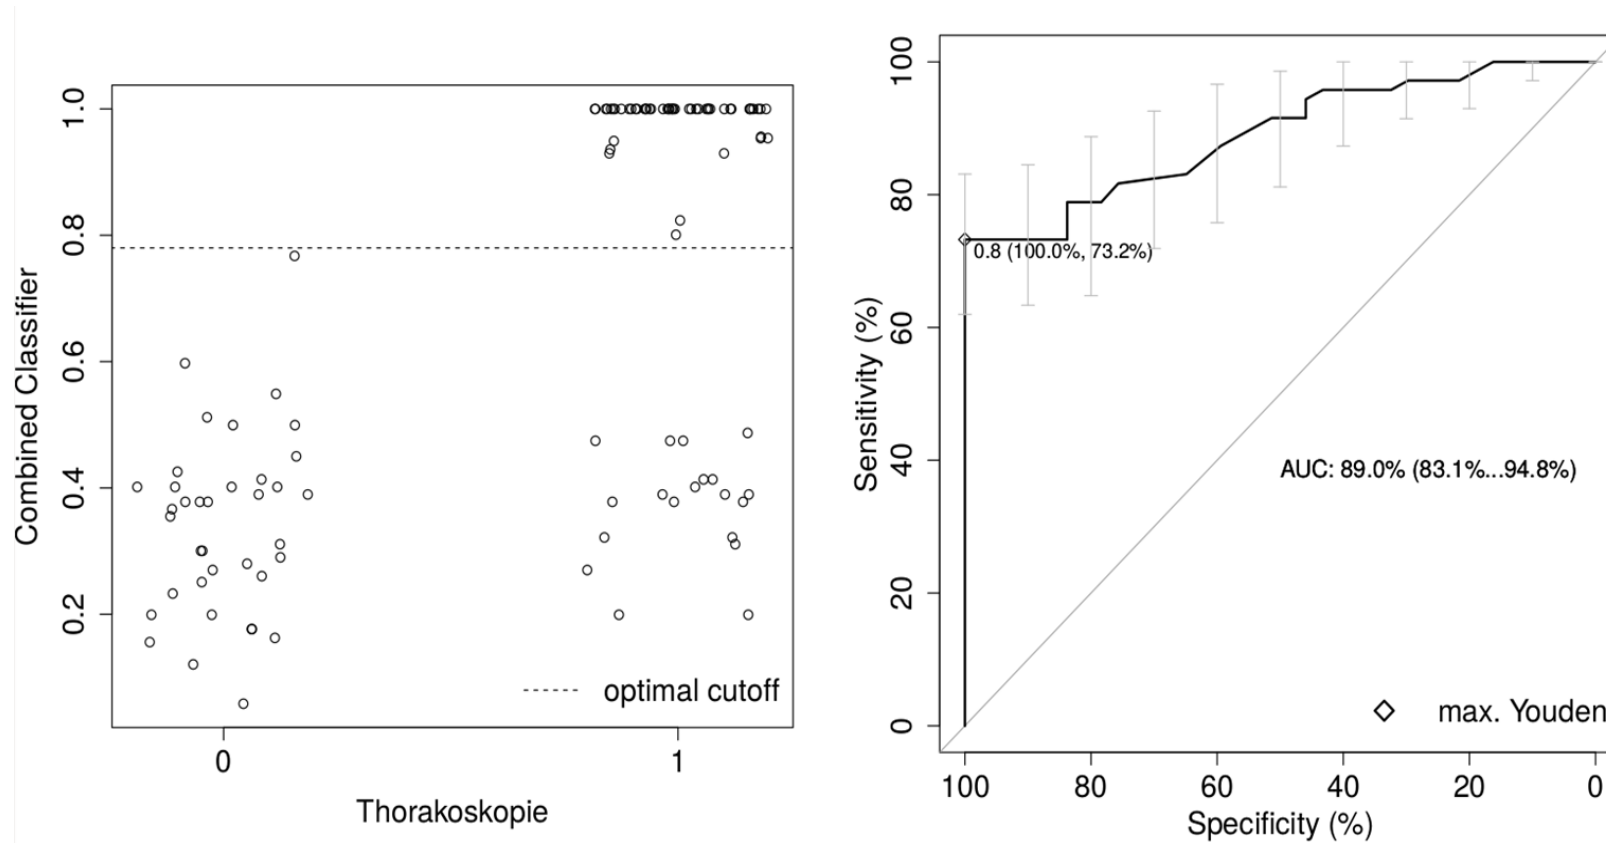 Combined Classifier
1.0
0.8
0.6
0.4
0.2
0
1
Thorakoskopie
optimal cutoff
Sensitivity (%)
100
80
60
40
20
0
0.8 (100.0%, 73.2%)
AUC: 89.0% (83.1%...94.8%)
max. Youden
100
80
60
40
20
0
Specificity (%)